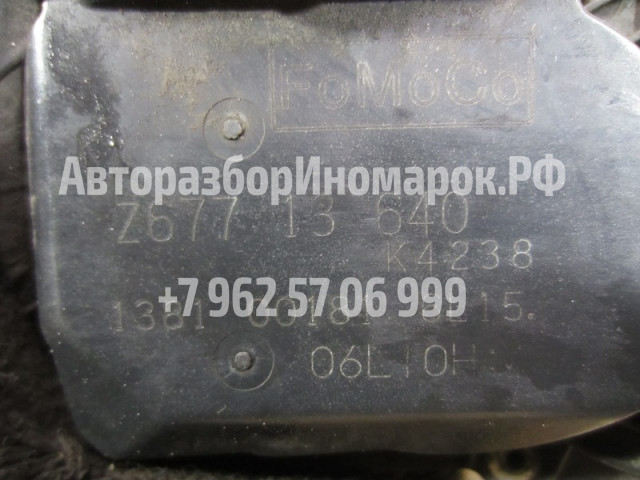 FoMoCo
АвторазборИномарок.РФ
Z677 13 640
K4238
+7 962 57 06 999
06L10H